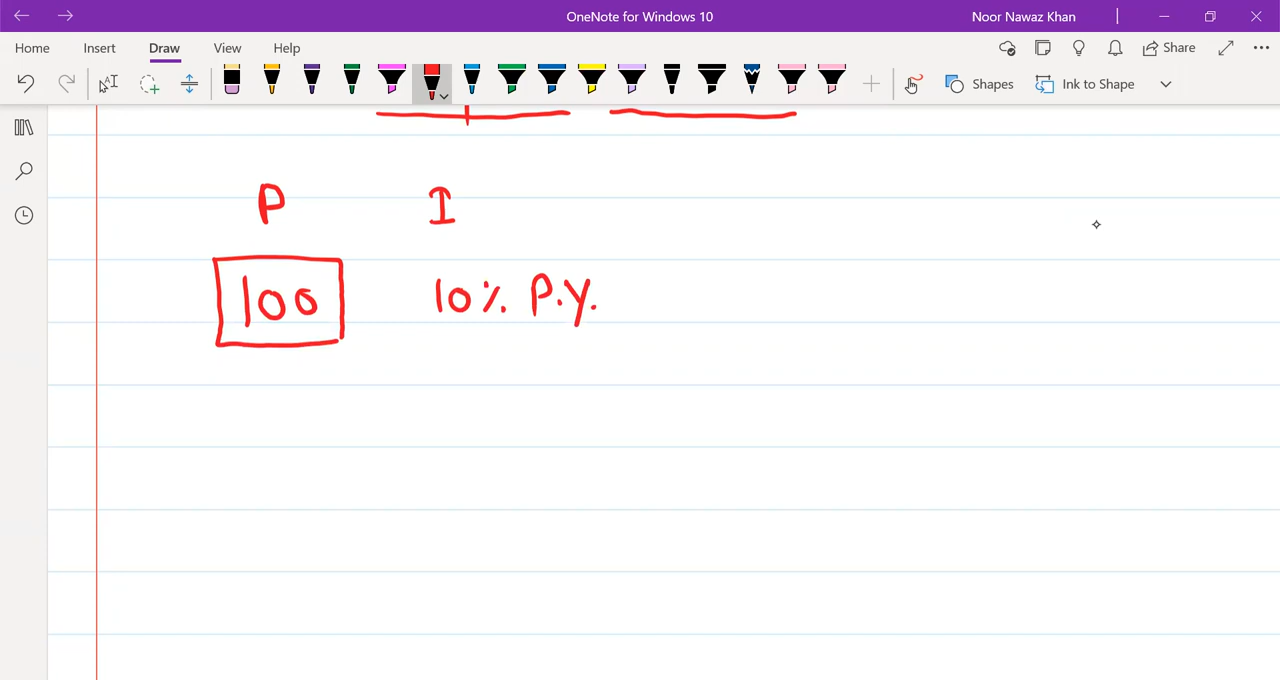 OneNote for Windows 10
Noor Nawaz Khan
Home Insert Draw View Help
Share
Shapes
Ink to Shape
P I
100 10% P.Y.